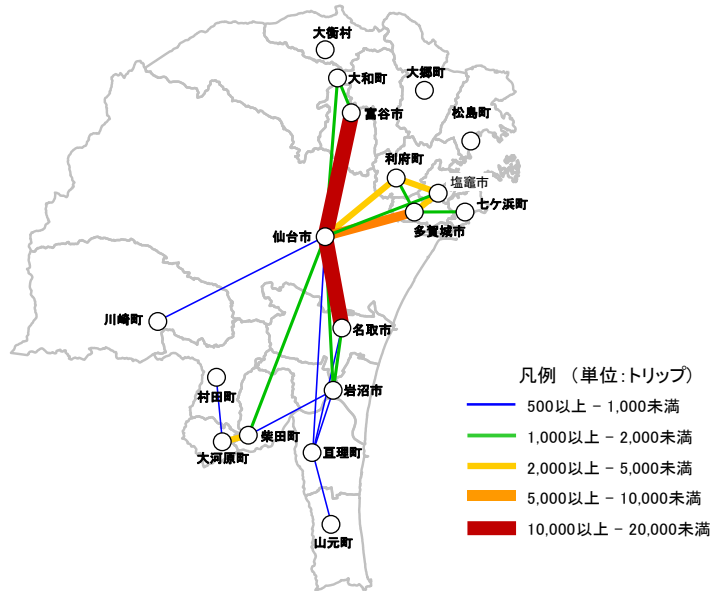 大衡村
大和町
大郷町
富谷市
松島町
利府町
塩竈市
七ケ浜町
多賀城市
仙台市
川崎町
名取市
村田町
岩沼市
柴田町
大河原町
亘理町
山元町
凡例 （単位：トリップ）
500以上 − 1,000未満
1,000以上 − 2,000未満
2,000以上 − 5,000未満
5,000以上 − 10,000未満
10,000以上 − 20,000未満